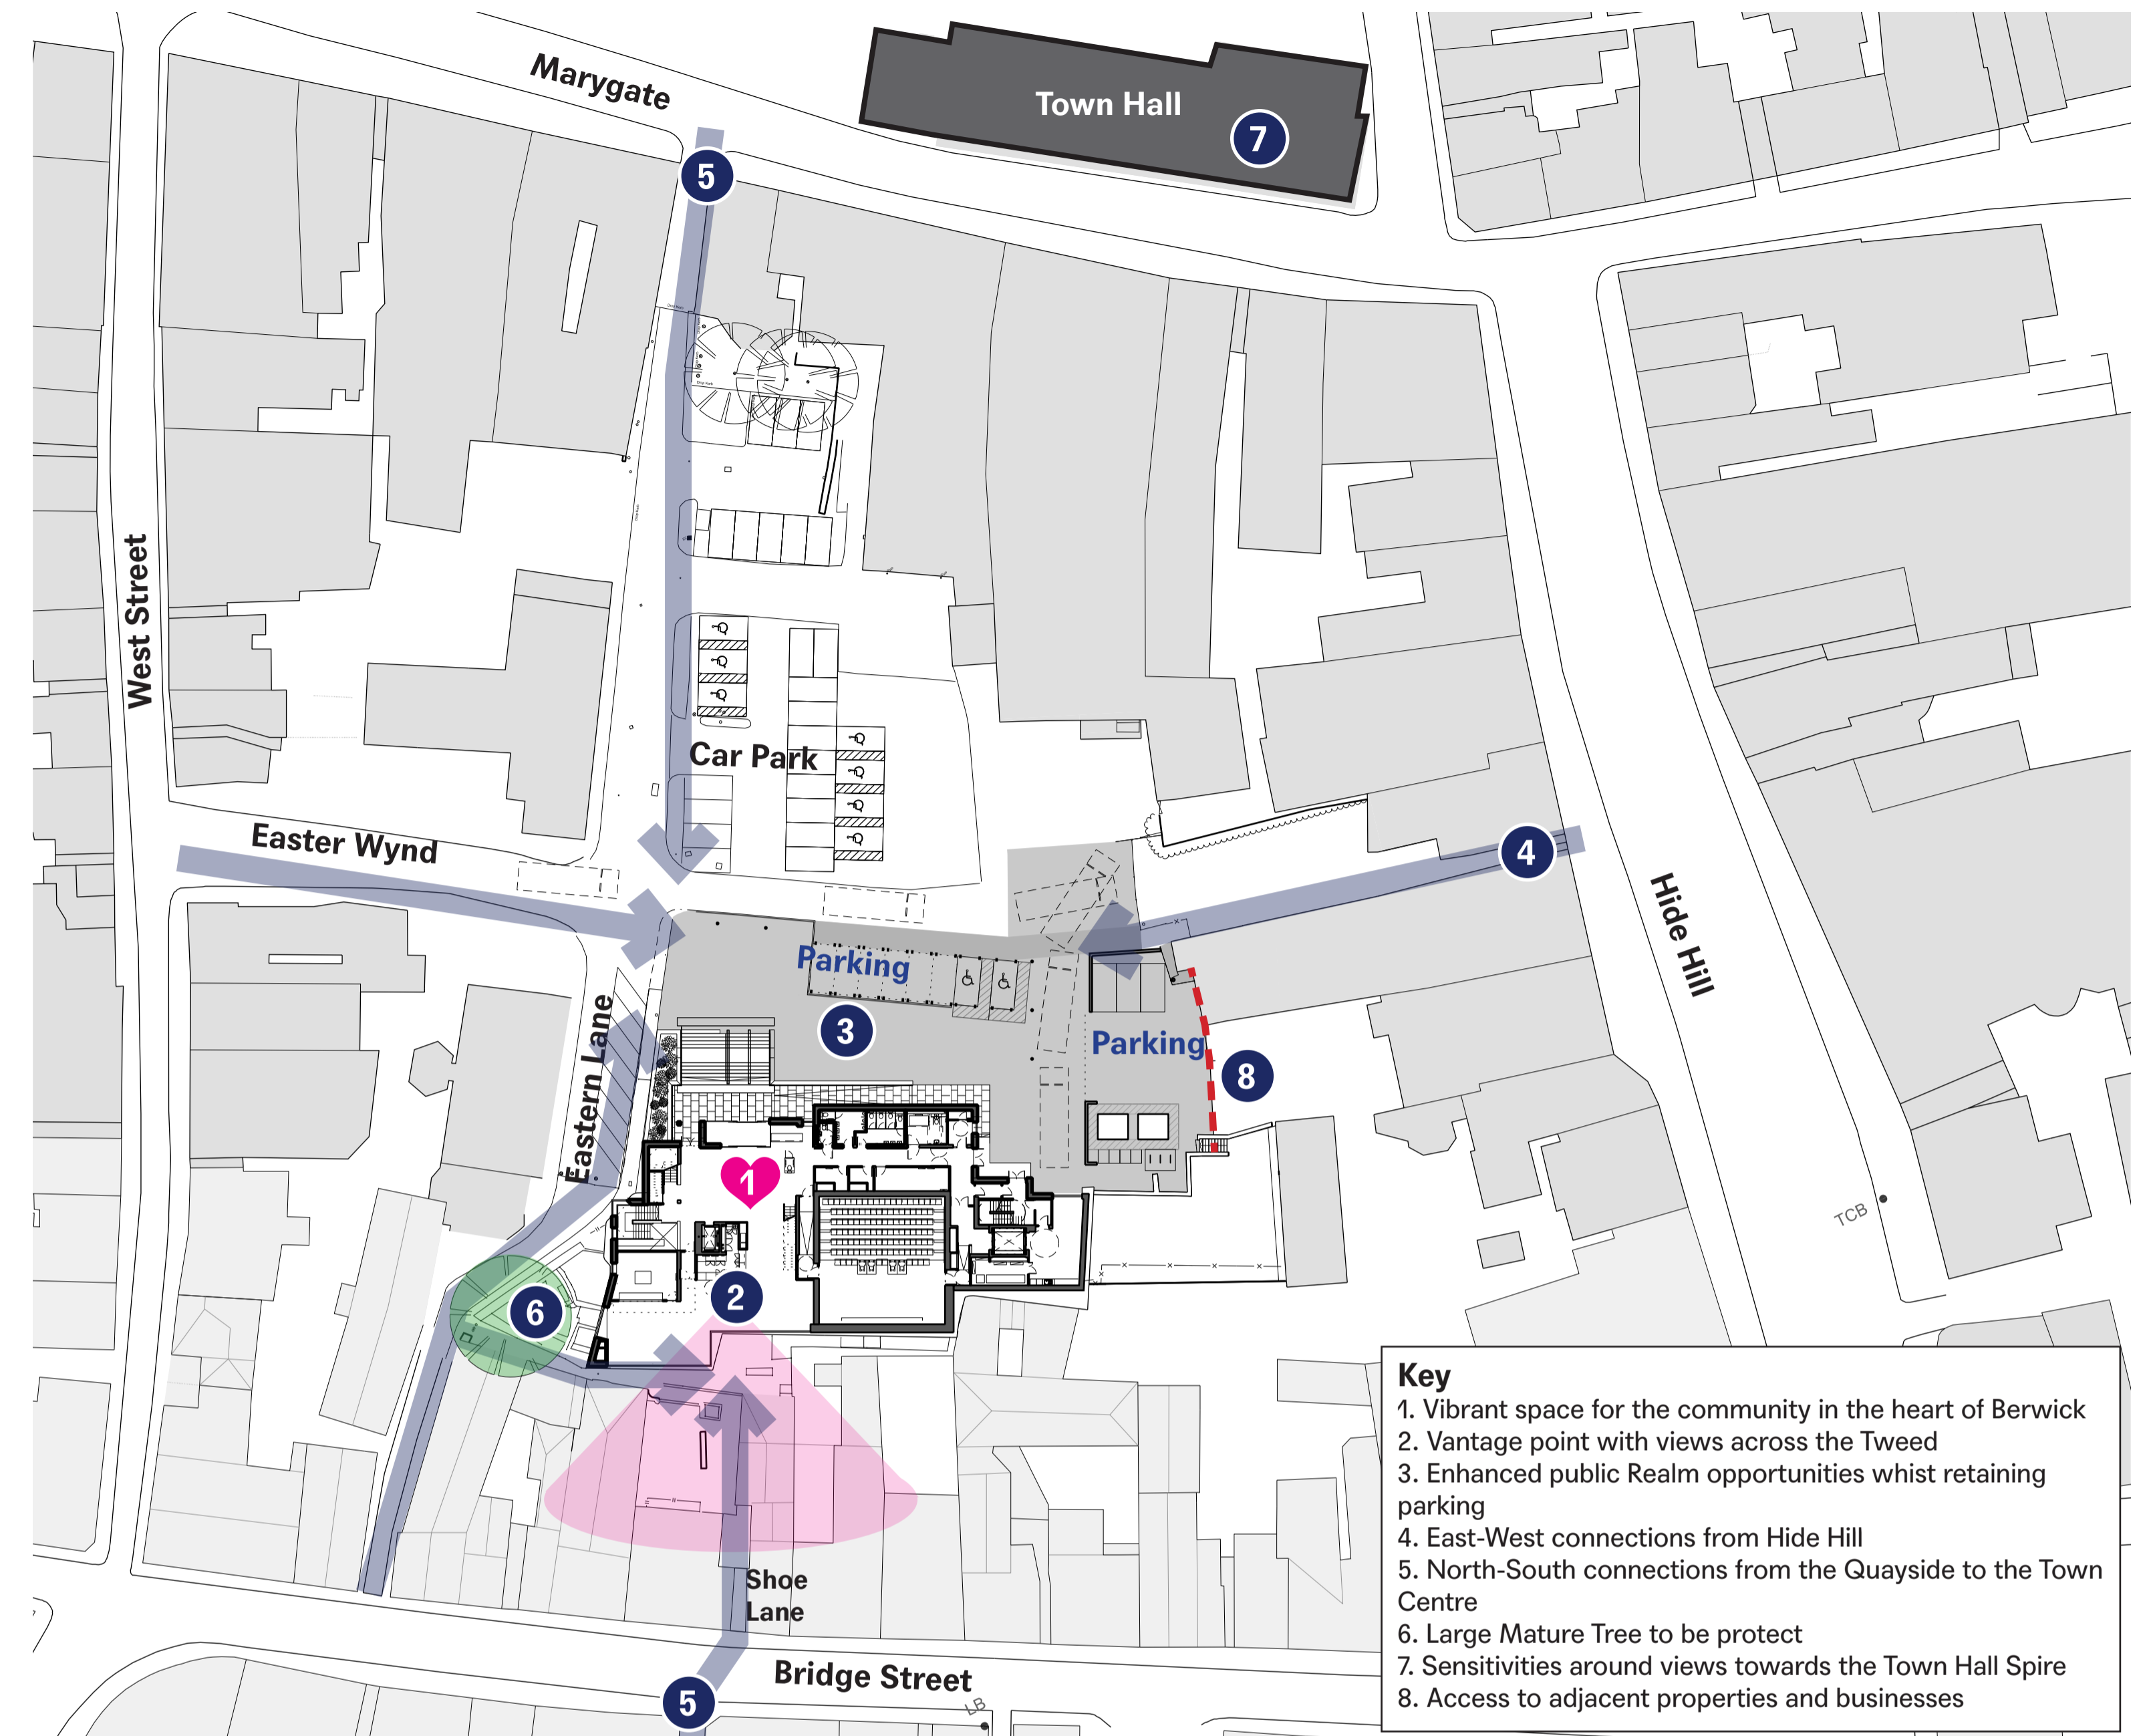 Marygate
Town Hall
7
5
West Street
Car Park
Easter Wynd
4
Hide Hill
Parking
3
Parking
8
Eastern Lane
1
2
6
TCB
Shoe
Lane
Bridge Street
5
LB
Key
1. Vibrant space for the community in the heart of Berwick
2. Vantage point with views across the Tweed
3. Enhanced public Realm opportunities whist retaining
parking
4. East-West connections from Hide Hill
5. North-South connections from the Quayside to the Town
Centre
6. Large Mature Tree to be protect
7. Sensitivities around views towards the Town Hall Spire
8. Access to adjacent properties and businesses